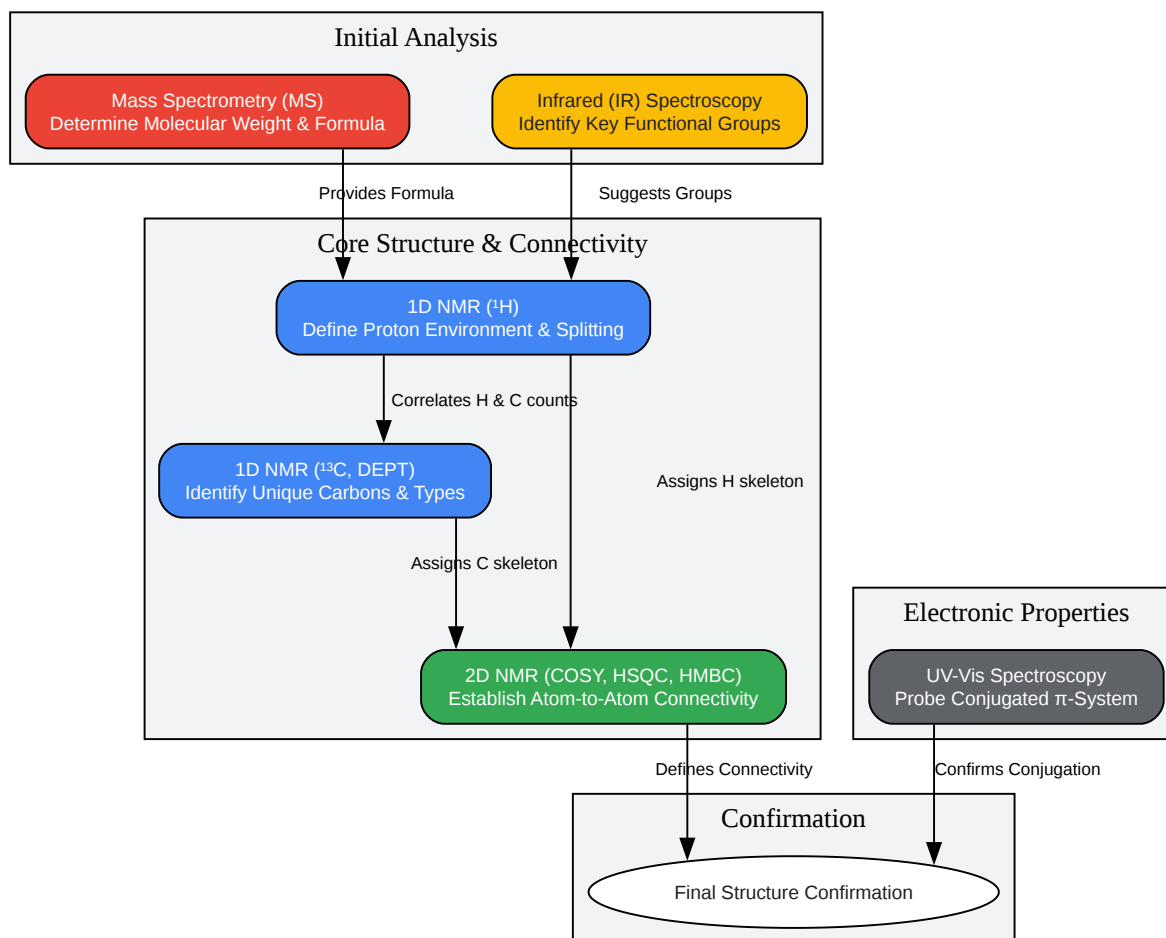 Initial Analysis
Mass Spectrometry (MS)
Determine Molecular Weight & Formula
Infrared (IR) Spectroscopy
Identify Key Functional Groups
Provides Formula
Suggests Groups
Core Structure & Connectivity
1D NMR (¹H)
Define Proton Environment & Splitting
Correlates H & C counts
1D NMR (¹³C, DEPT)
Identify Unique Carbons & Types
Assigns H skeleton
Assigns C skeleton
2D NMR (COSY, HSQC, HMBC)
Establish Atom-to-Atom Connectivity
Electronic Properties
UV-Vis Spectroscopy
Probe Conjugated π-System
Defines Connectivity
Confirms Conjugation
Confirmation
Final Structure Confirmation